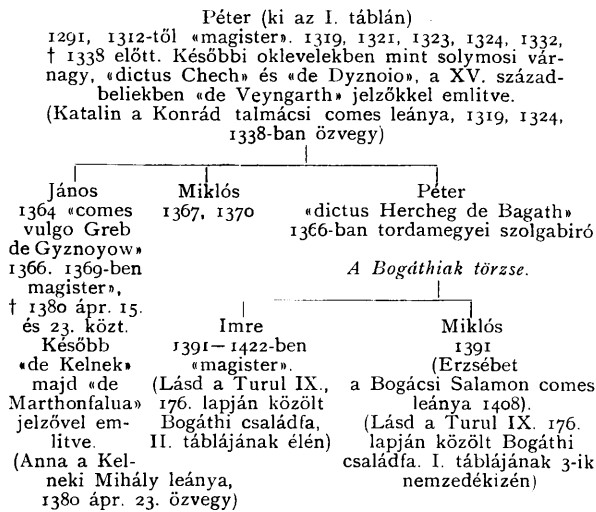 Péter (ki az I. táblán)
1291, 1312-től «magister». 1319, 1321, 1323, 1324, 1332,
† 1338 előtt. Későbbi oklevelekben mint solymosi vár-
nagy, «dictus Chech» és «de Dyznoio», a XV. század-
beliekben «de Veyngarth» jelzőkkel emlitve.
(Katalin a Konrád talmácsi comes leánya, 1319, 1324,
1338-ban özvegy)
János
1364 «comes
vulgo Greb
de Gyznoyow»
1366. 1369-ben
magister»,
† 1380 ápr. 15.
és 23. közt.
Később
«de Kelnek»
majd «de
Marthonfalua»
jelzővel em-
litve.
(Anna a Kel-
neki Mihály leánya,
1380 ápr. 23. özvegy)
Miklós
1367, 1370
Péter
«dictus Hercheg de Bagath»
1366-ban tordamegyei szolgabiró
A Bogáthiak törzse.
Imre
1391—1422-ben
«magister».
(Lásd a Turul IX.,
176. lapján közölt
Bogáthi családfa,
II. táblájának élén)
Miklós
1391
(Erzsébet
a Bogácsi Salamon comes
leánya 1408).
(Lásd a Turul IX. 176.
lapján közölt Bogáthi
családfa. I. táblájának 3-ik
nemzedékizén)